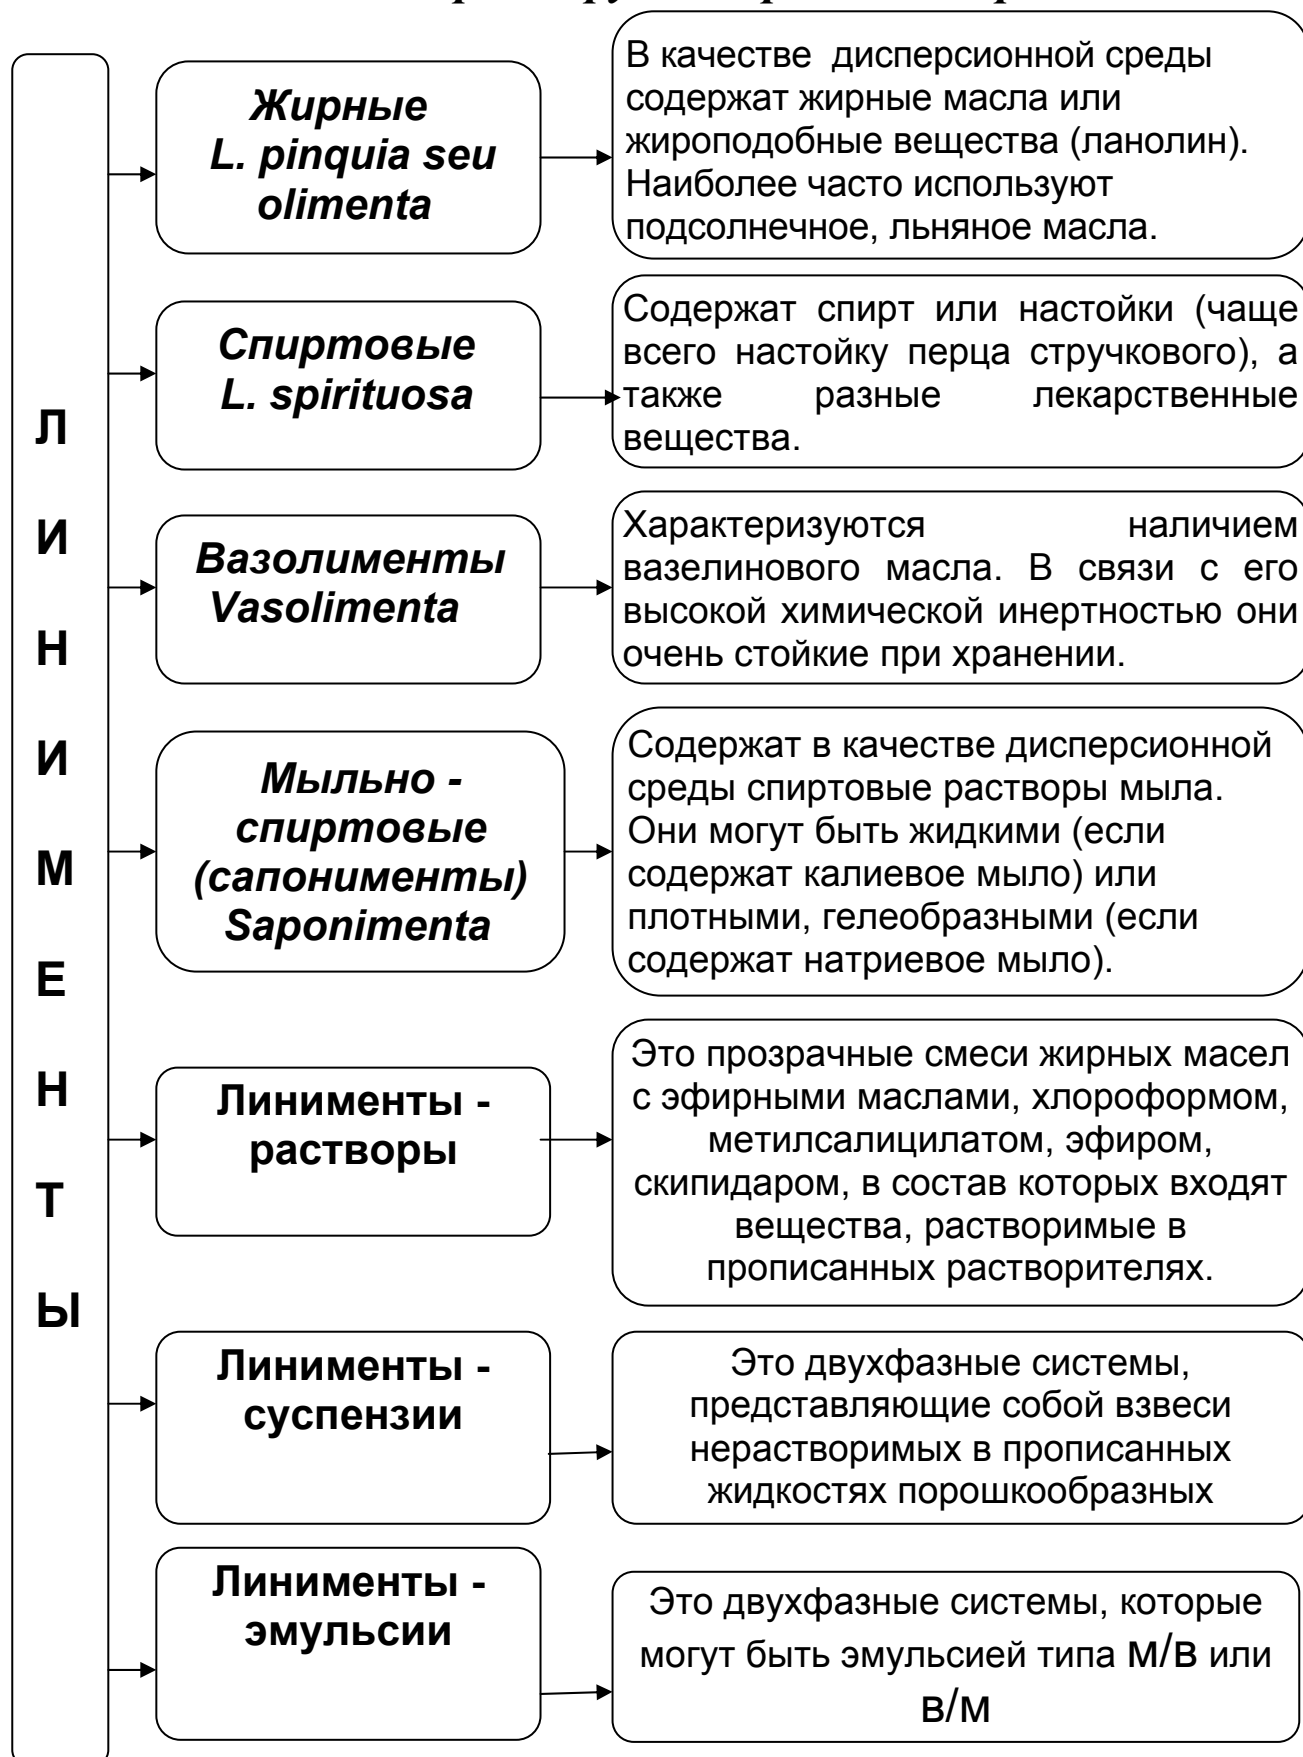 Л
И
Н
И
М
Е
Н
Т
Ы
Жирные
L. pinquia seu
olimenta
В качестве дисперсионной среды
содержат жирные масла или
жироподобные вещества (ланолин).
Наиболее часто используют
подсолнечное, льняное масла.
Спиртовые
L. spirituosa
Содержат спирт или настойки (чаще
всего настойку перца стручкового), а
также разные лекарственные
вещества.
Вазолименты
Vasolimenta
Характеризуются наличием
вазелинового масла. В связи с его
высокой химической инертностью они
очень стойкие при хранении.
Мыльно -
спиртовые
(сапонименты)
Saponimenta
Содержат в качестве дисперсионной
среды спиртовые растворы мыла.
Они могут быть жидкими (если
содержат калиевое мыло) или
плотными, гелеобразными (если
содержат натриевое мыло).
Линименты -
растворы
Это прозрачные смеси жирных масел
с эфирными маслами, хлороформом,
метилсалицилатом, эфиром,
скипидаром, в состав которых входят
вещества, растворимые в
прописанных растворителях.
Линименты -
суспензии
Это двухфазные системы,
представляющие собой взвеси
нерастворимых в прописанных
жидкостях порошкообразных
Линименты -
эмульсии
Это двухфазные системы, которые
могут быть эмульсией типа м/в или
в/м